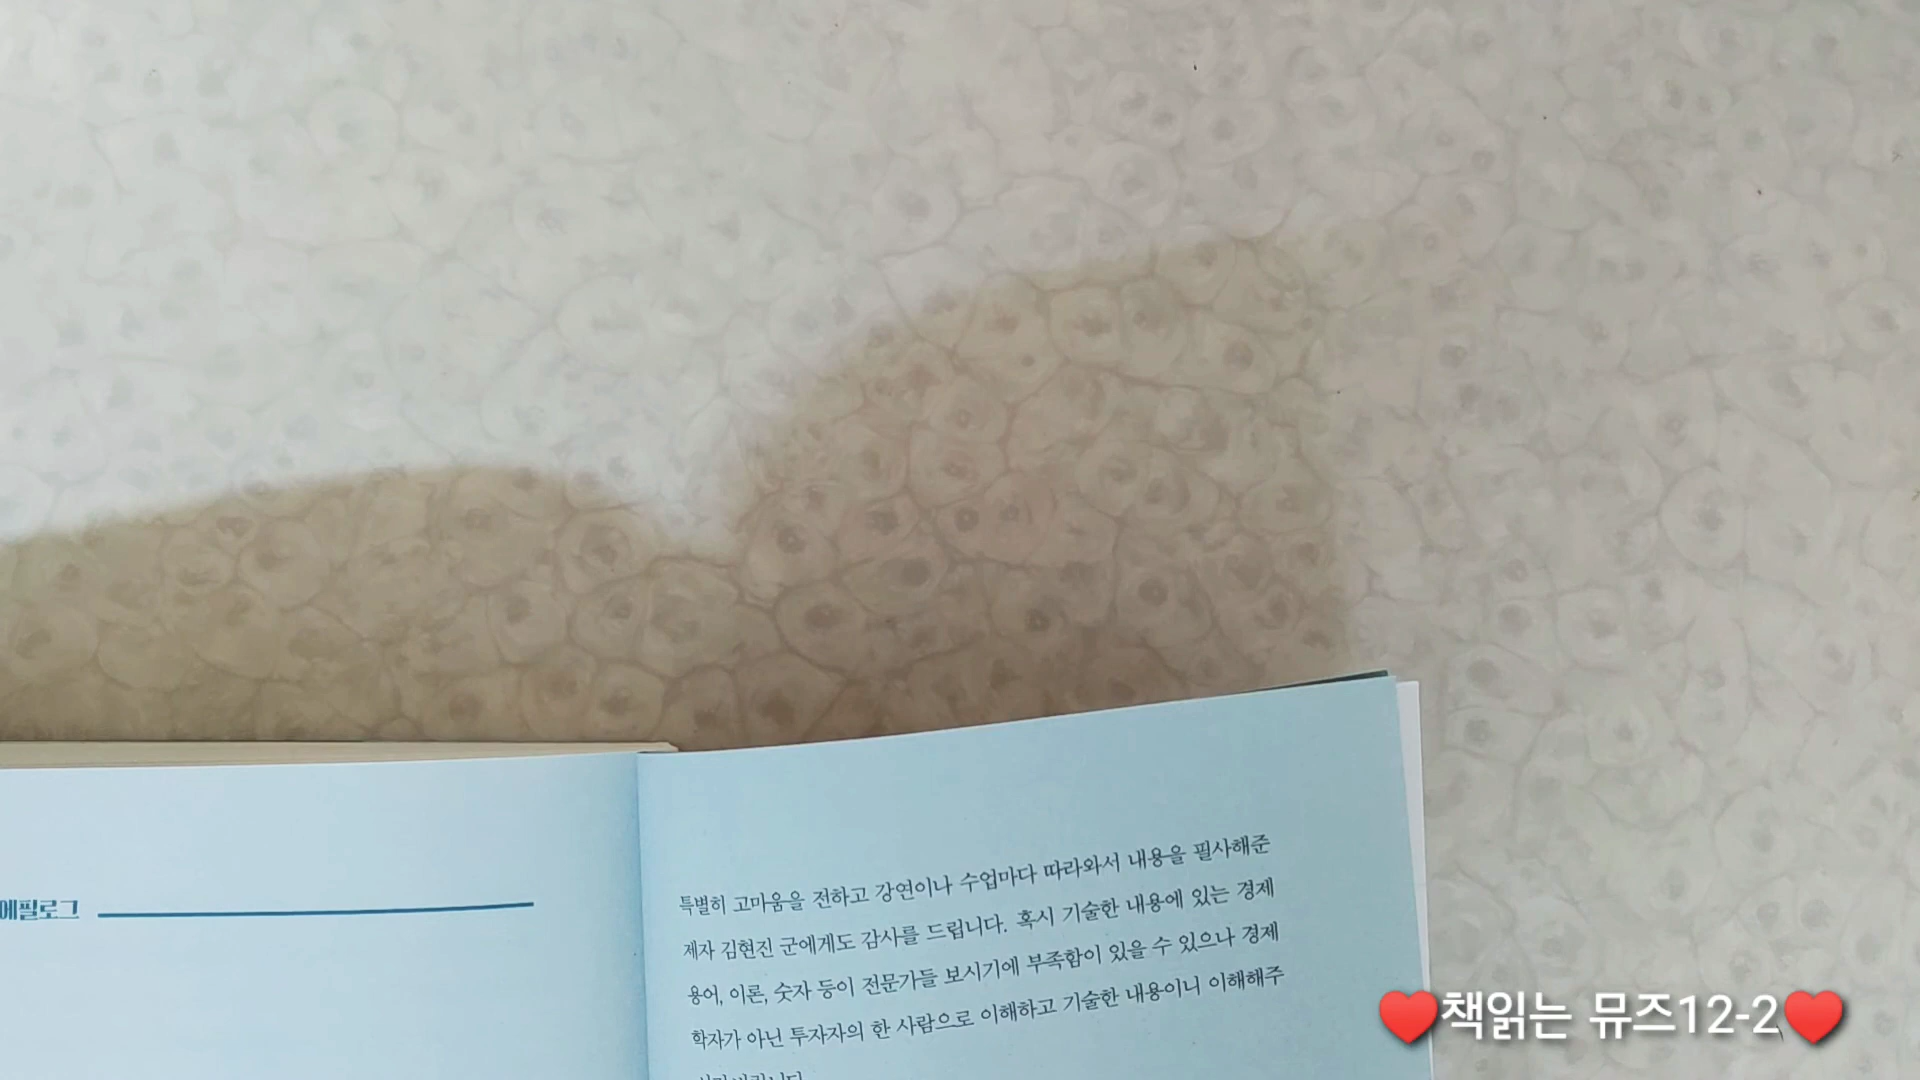 에필로그
특별히 고마움을 전하고 강연이나 수업마다 따라와서 내용을 필사해준
제자 김현진 군에게도 감사를 드립니다. 혹시 기술한 내용에 있는 경제
용어, 이론, 숫자 등이 전문가들 보시기에 부족함이 있을 수 있으나 경제
학자가 아닌 투자자의 한 사람으로 이해하고 기술한 내용이니 이해해주
♥책읽는 뮤즈12-2♥